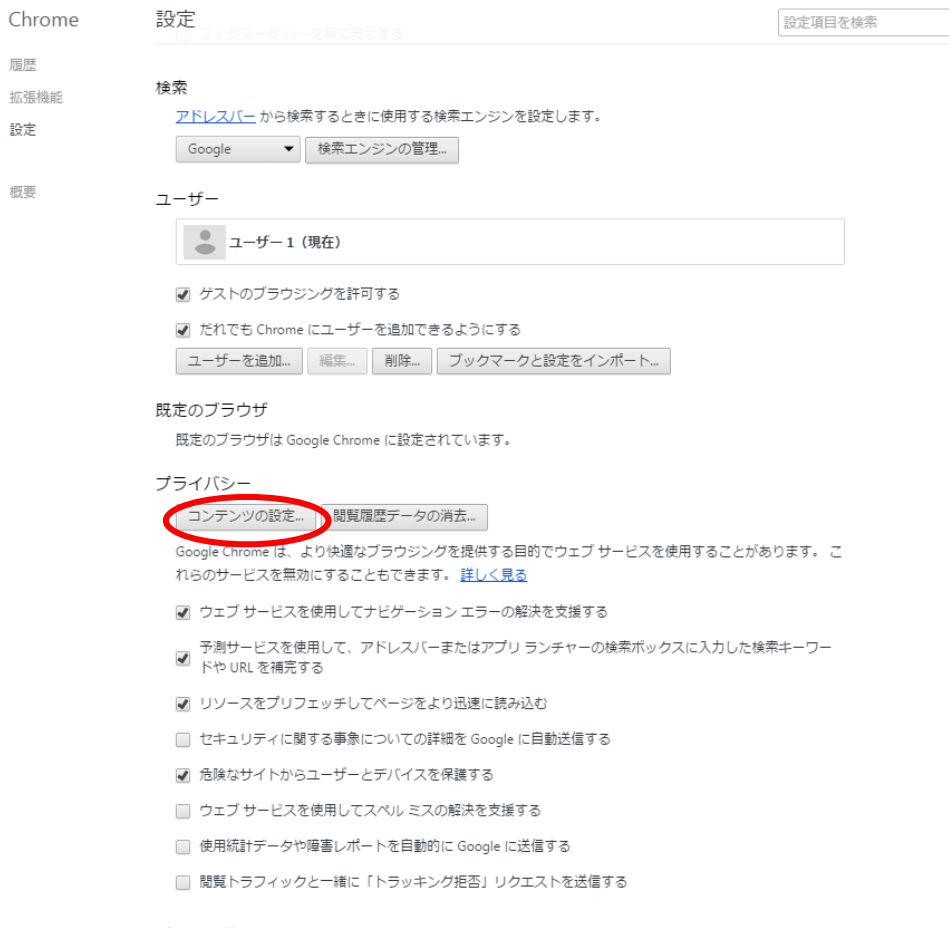 Chrome
設定
設定項目を検索
ブックマーク バーを常に表示する
履歴
拡張機能
設定
概要
検索
アドレスバー から検索するときに使用する検索エンジンを設定します。
Google
検索エンジンの管理...
ユーザー
ユーザー 1（現在）
ゲストのブラウジングを許可する
だれでも Chrome にユーザーを追加できるようにする
ユーザーを追加... 編集... 削除... ブックマークと設定をインポート...
既定のブラウザ
既定のブラウザは Google Chrome に設定されています。
プライバシー
コンテンツの設定... 閲覧履歴データの消去...
Google Chrome は、より快適なブラウジングを提供する目的でウェブ サービスを使用することがあります。 こ
れらのサービスを無効にすることもできます。 詳しく見る
ウェブ サービスを使用してナビゲーション エラーの解決を支援する
予測サービスを使用して、アドレスバーまたはアプリ ランチャーの検索ボックスに入力した検索キーワー
ドや URL を補完する
リソースをプリフェッチしてページをより迅速に読み込む
セキュリティに関する事象についての詳細を Google に自動送信する
危険なサイトからユーザーとデバイスを保護する
ウェブ サービスを使用してスペル ミスの解決を支援する
使用統計データや障害レポートを自動的に Google に送信する
閲覧トラフィックと一緒に「トラッキング拒否」リクエストを送信する